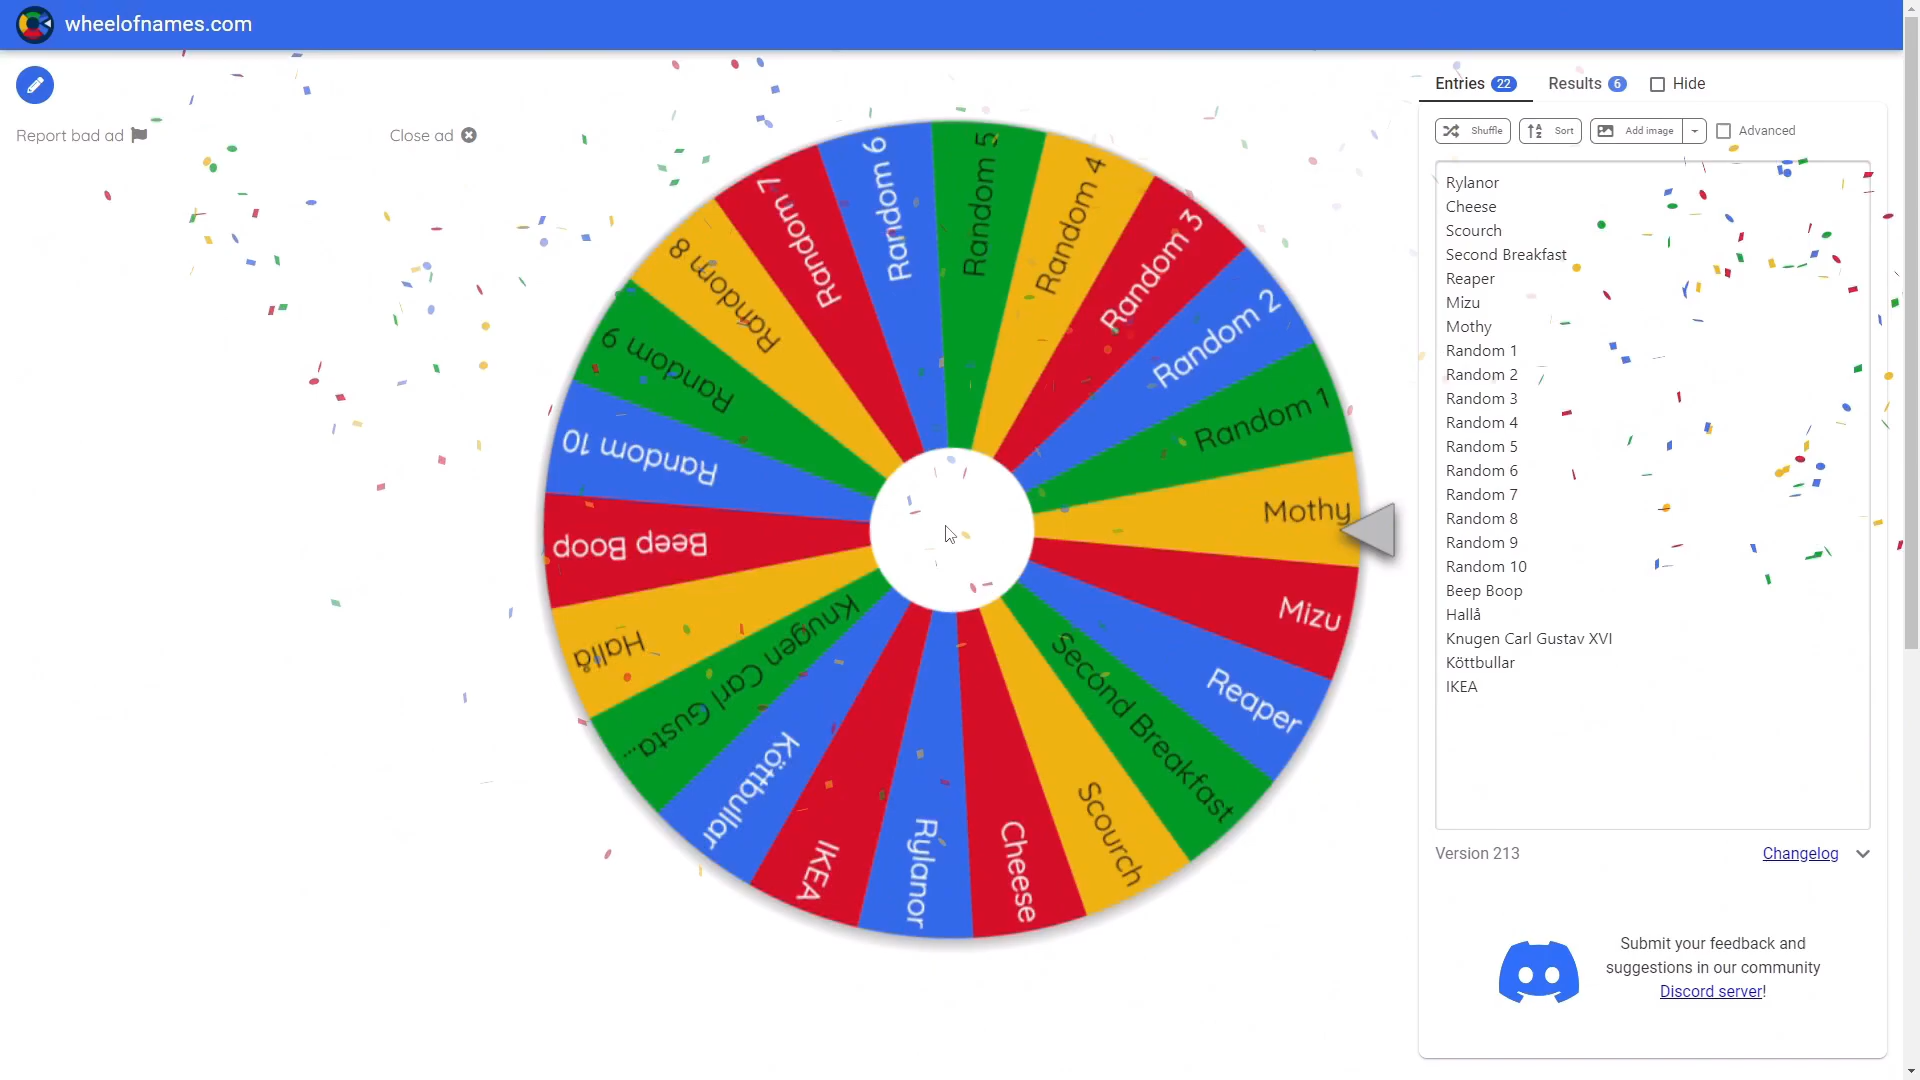 wheelofnames.com
Report bad ad
Close ad
Random 6
Random 5
Random 4
Random 3
Random 2
Random 1
Mothy
Mizu
Reaper
Second Breakfast
Scourch
Cheese
Rylanor
IKEA
Köttbullar
Knugen Carl Gusta...
Hallå
Beep Boop
Random 10
Random 9
Random 8
Random 7
Entries 22 Results 6 Hide
Shuffle Sort Add image Advanced
Rylanor
Cheese
Scourch
Second Breakfast
Reaper
Mizu
Mothy
Random 1
Random 2
Random 3
Random 4
Random 5
Random 6
Random 7
Random 8
Random 9
Random 10
Beep Boop
Hallå
Knugen Carl Gustav XVI
Köttbullar
IKEA
Version 213 Changelog
Submit your feedback and
suggestions in our community
Discord server!